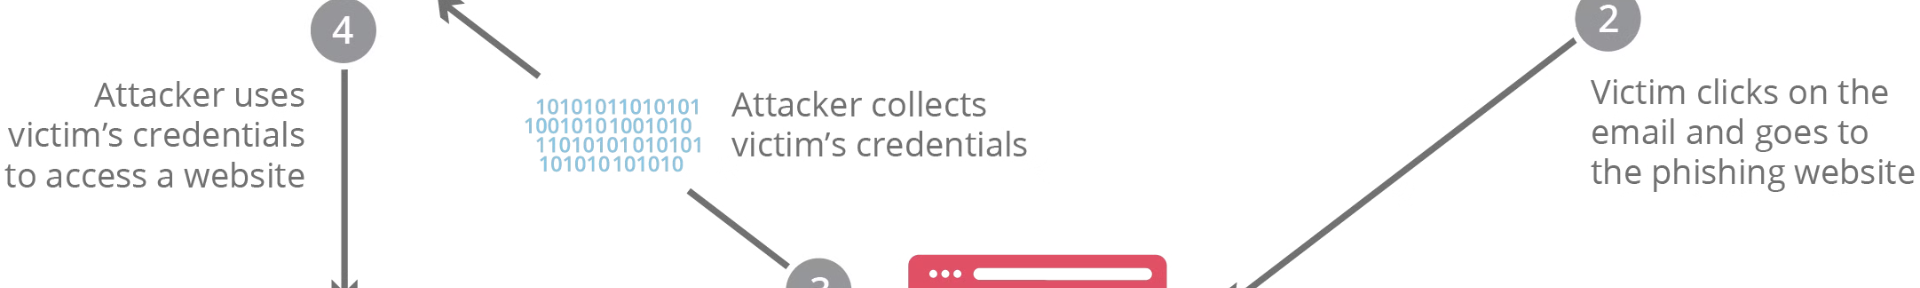 4
Attacker uses
victim’s credentials
to access a website
10101011010101
10010101001010
11010101010101
101010101010
Attacker collects
victim’s credentials
3
2
Victim clicks on the
email and goes to
the phishing website